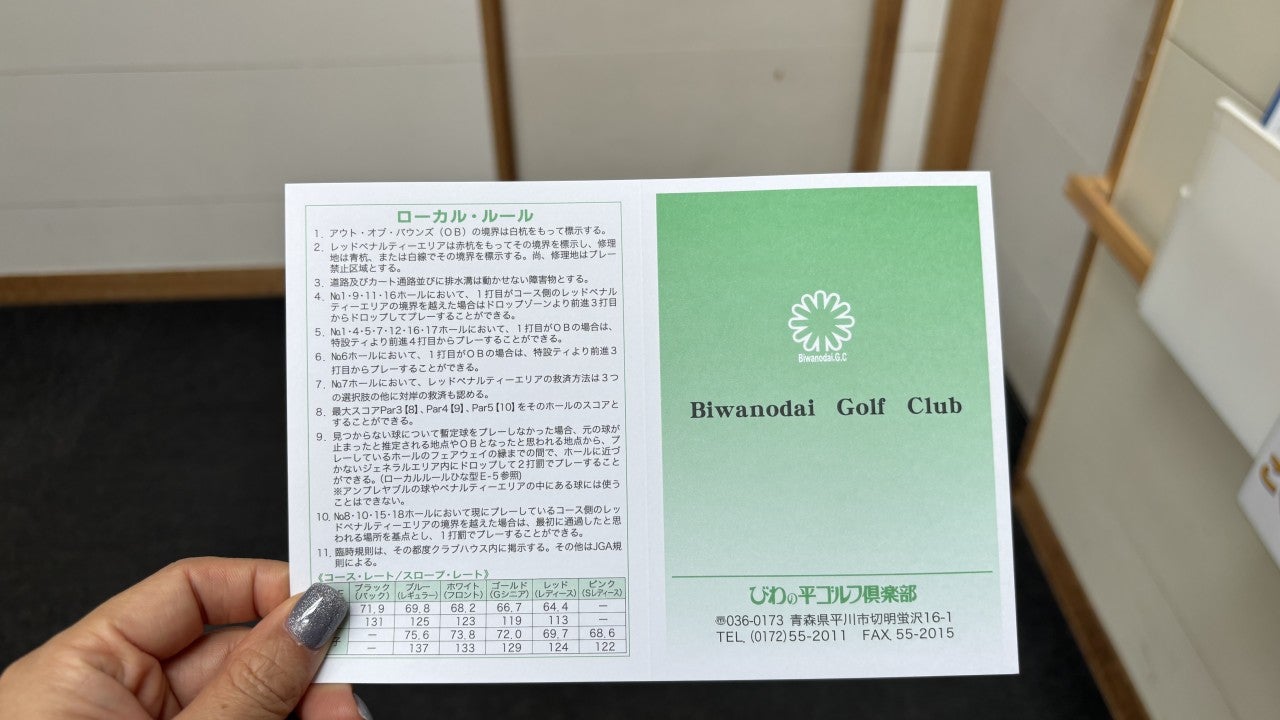 ローカル・ルール
1. アウト・オブ・バウンズ（OB）の境界は白杭をもって標示する。
2. レッドペナルティーエリアは赤杭をもってその境界を標示し、修理
地は青杭、または白線でその境界を標示する。尚、修理地はプレー
禁止区域とする。
3. 道路及びカート通路並びに排水溝は動かせない障害物とする。
4. №1・9・11・16ホールにおいて、1打目がコース側のレッドペナル
ティーエリアの境界を越えた場合はドロップゾーンより前進3打目
からドロップしてプレーすることができる。
5. №1・4・5・7・12・16・17ホールにおいて、1打目がOBの場合は、
特設ティより前進4打目からプレーすることができる。
6. №6ホールにおいて、1打目がOBの場合は、特設ティより前進3
打目からプレーすることができる。
7. №7ホールにおいて、レッドペナルティーエリアの救済方法は3つ
の選択肢の他に対岸の救済も認める。
8. 最大スコアPar3【8】、Par4【9】、Par5【10】をそのホールのスコアと
することができる。
9. 見つからない球について暫定球をプレーしなかった場合、元の球が
止まったと推定される地点やOBとなったと思われる地点から、プ
レーしているホールのフェアウェイの縁までの間で、ホールに近づ
かないジェネラルエリア内にドロップして2打罰でプレーすること
ができる。(ローカルルールひな型E-5参照)
※アンプレヤブルの球やペナルティーエリアの中にある球には使う
ことはできない。
10. №8・10・15・18ホールにおいて現にプレーしているコース側のレッ
ドペナルティーエリアの境界を越えた場合は、最初に通過したと思
われる場所を基点とし、1打罰でプレーすることができる。
11. 臨時規則は、その都度クラブハウス内に掲示する。その他はJGA規
則による。
《コース・レート/スロープ・レート》
ブラック ブルー ホワイト ゴールド レッド ピンク
(バック) (レギュラー) (フロント) (Gシニア) (レディース) (Sレディース)
71.9 69.8 68.2 66.7 64.4 －
131 125 123 119 113 －
－ 75.6 73.8 72.0 69.7 68.6
－ 137 133 129 124 122
Biwanodai.G.C
Biwanodai Golf Club
びわの平ゴルフ倶楽部
〠036-0173 青森県平川市切明蛍沢16-1
TEL. (0172)55-2011 FAX. 55-2015